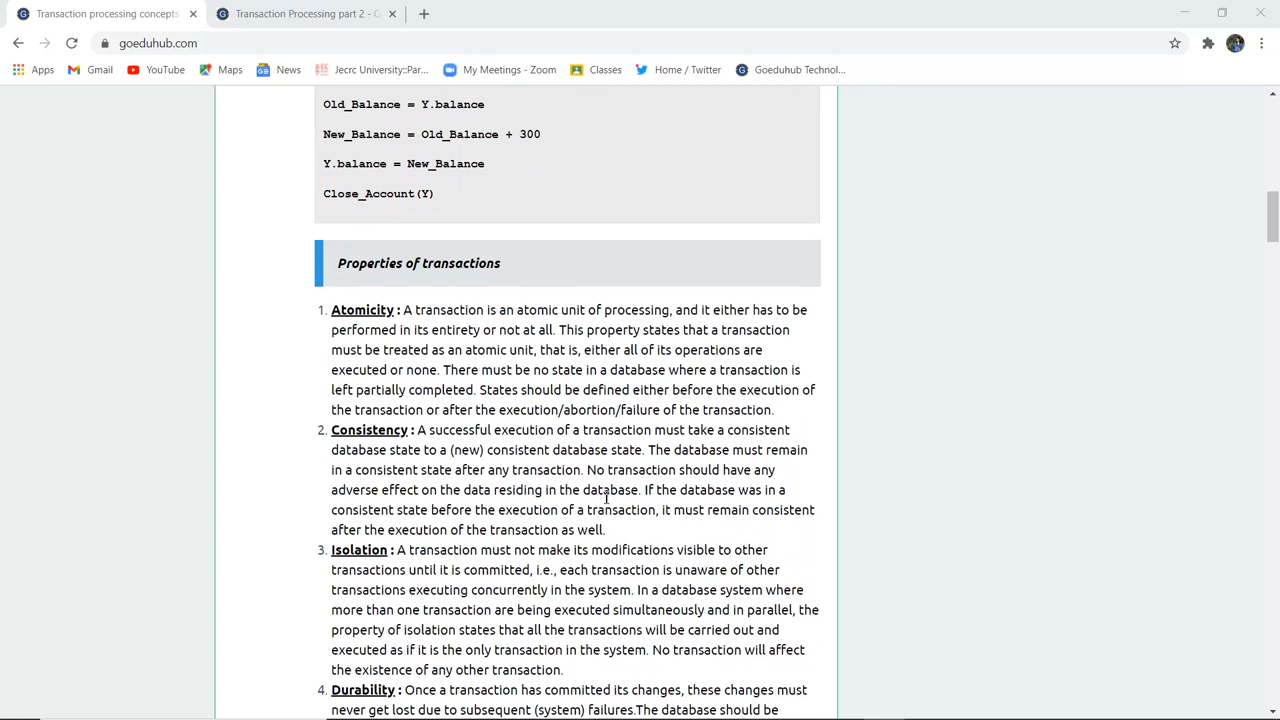 Transaction processing concepts
Transaction Processing part 2 - G
goeduhub.com
Apps
Gmail
YouTube
Maps
News
Jecrc University::Par...
My Meetings - Zoom
Classes
Home / Twitter
Goeduhub Technol...
Old_Balance = Y.balance
New_Balance = Old_Balance + 300
Y.balance = New_Balance
Close_Account(Y)
Properties of transactions
1. Atomicity : A transaction is an atomic unit of processing, and it either has to be
performed in its entirety or not at all. This property states that a transaction
must be treated as an atomic unit, that is, either all of its operations are
executed or none. There must be no state in a database where a transaction is
left partially completed. States should be defined either before the execution of
the transaction or after the execution/abortion/failure of the transaction.
2. Consistency : A successful execution of a transaction must take a consistent
database state to a (new) consistent database state. The database must remain
in a consistent state after any transaction. No transaction should have any
adverse effect on the data residing in the database. If the database was in a
consistent state before the execution of a transaction, it must remain consistent
after the execution of the transaction as well.
3. Isolation : A transaction must not make its modifications visible to other
transactions until it is committed, i.e., each transaction is unaware of other
transactions executing concurrently in the system. In a database system where
more than one transaction are being executed simultaneously and in parallel, the
property of isolation states that all the transactions will be carried out and
executed as if it is the only transaction in the system. No transaction will affect
the existence of any other transaction.
4. Durability : Once a transaction has committed its changes, these changes must
never get lost due to subsequent (system) failures.The database should be